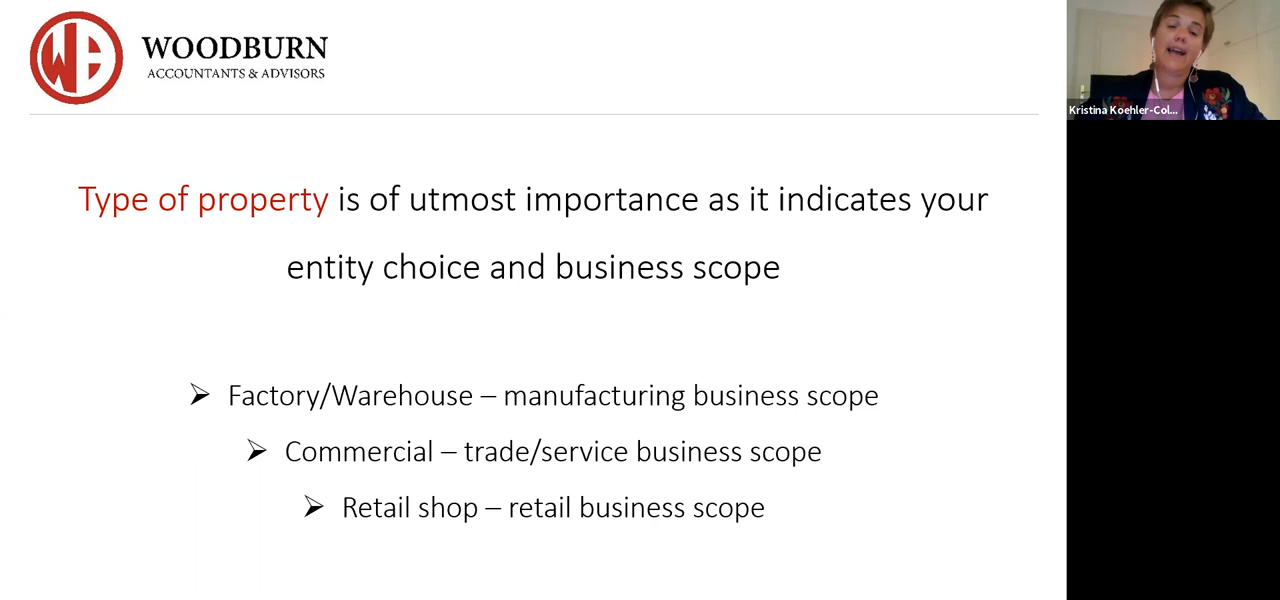 WOODBURN
ACCOUNTANTS & ADVISORS
Type of property is of utmost importance as it indicates your
entity choice and business scope
➢ Factory/Warehouse – manufacturing business scope
➢ Commercial – trade/service business scope
➢ Retail shop – retail business scope
Kristina Koehler-Col...